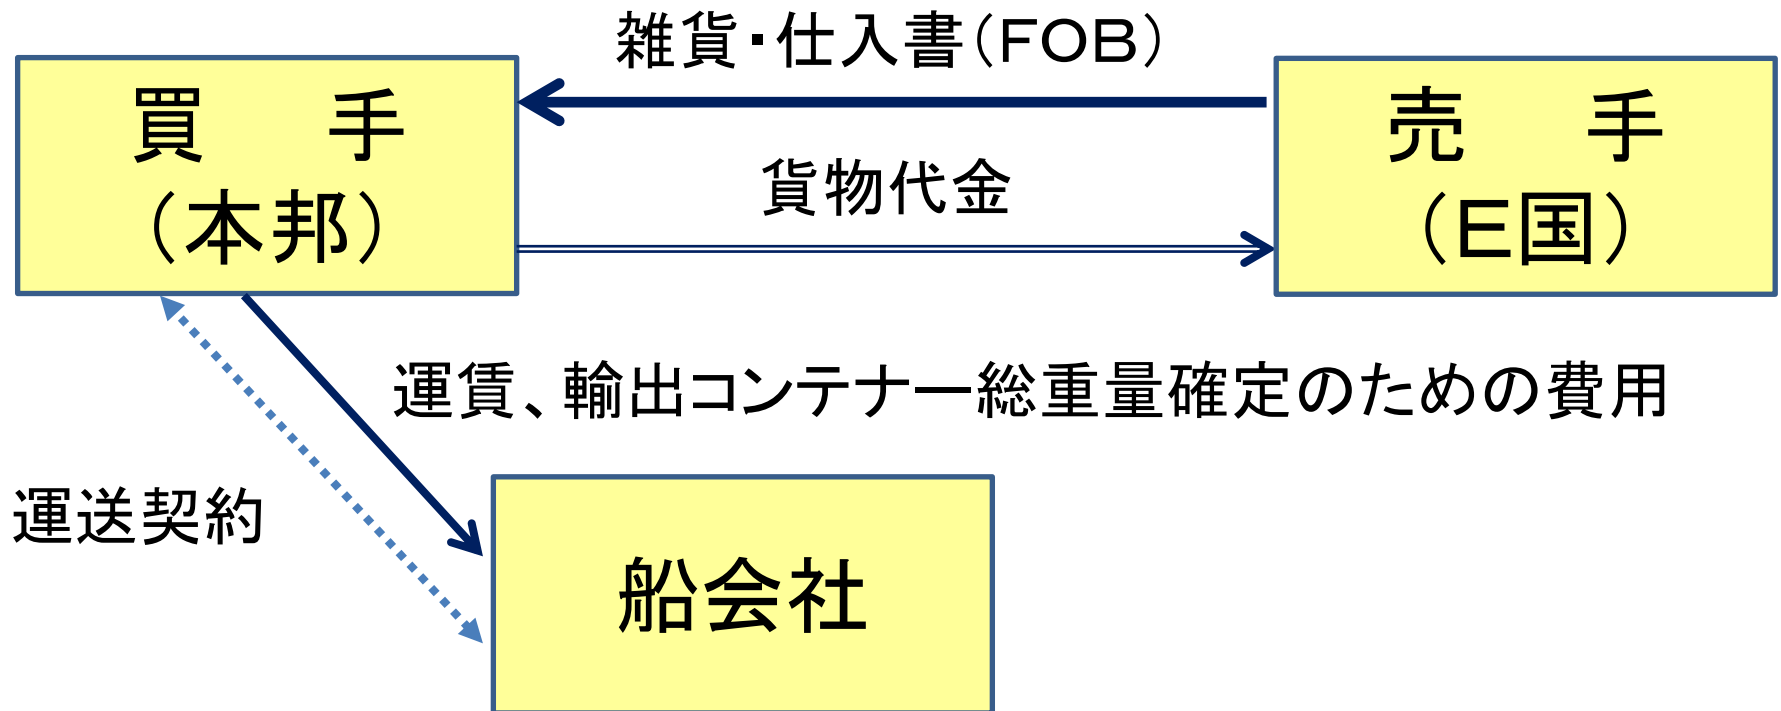 雑貨・仕入書（ＦＯＢ）
買　手
（本邦）
売　手
（Ｅ国）
貨物代金
運賃、輸出コンテナー総重量確定のための費用
運送契約
船会社